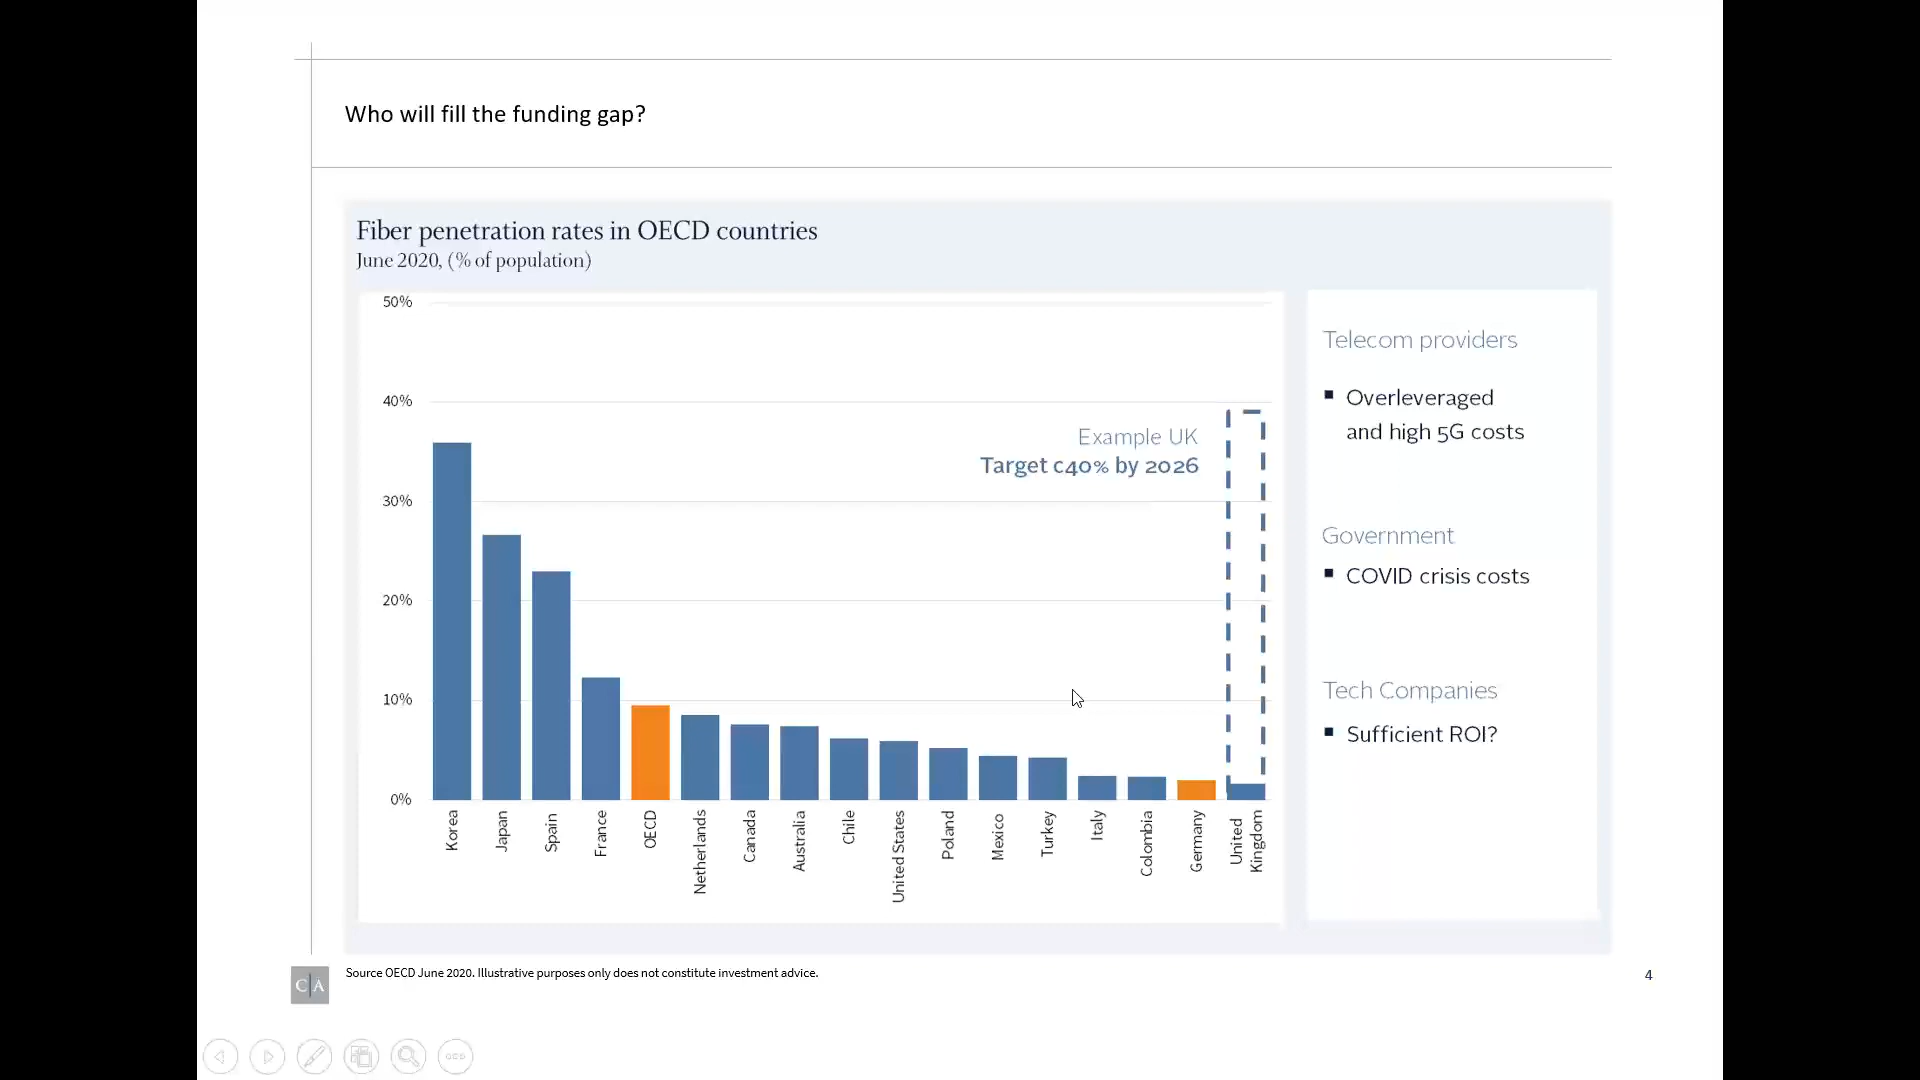 Who will fill the funding gap?
Fiber penetration rates in OECD countries
June 2020, (% of population)
50%
40%
30%
20%
10%
0%
Example UK
Target c40% by 2026
Korea
Japan
Spain
France
OECD
Netherlands
Canada
Australia
Chile
United States
Poland
Mexico
Turkey
Italy
Colombia
Germany
United
Kingdom
Telecom providers
▪ Overleveraged
and high 5G costs
Government
▪ COVID crisis costs
Tech Companies
▪ Sufficient ROI?
C|A
Source OECD June 2020. Illustrative purposes only does not constitute investment advice.
4